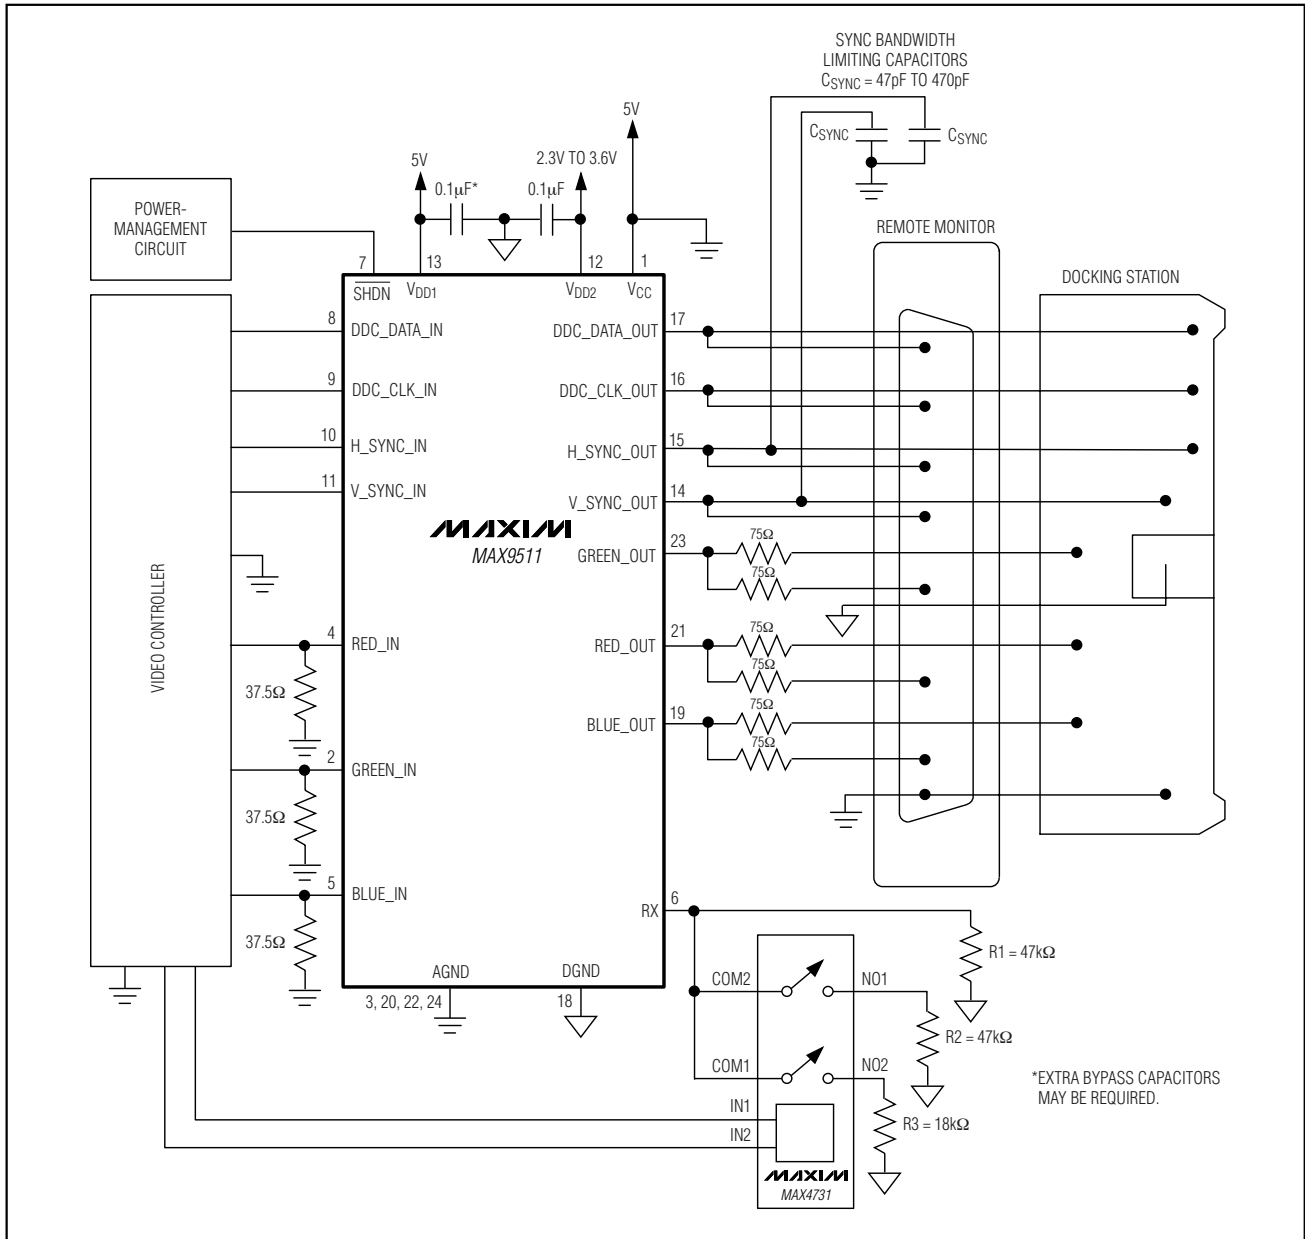 SYNC BANDWIDTH
LIMITING CAPACITORS
CSYNC = 47pF TO 470pF
5V
CSYNC
CSYNC
5V
2.3V TO 3.6V
0.1µF*
0.1µF
POWER-
MANAGEMENT
CIRCUIT
REMOTE MONITOR
DOCKING STATION
7
13
12
1
SHDN
VDD1
VDD2
VCC
8
DDC_DATA_IN
DDC_DATA_OUT
17
9
DDC_CLK_IN
DDC_CLK_OUT
16
10
H_SYNC_IN
H_SYNC_OUT
15
11
V_SYNC_IN
V_SYNC_OUT
14
MAXIM
MAX9511
GREEN_OUT
23
75Ω
75Ω
VIDEO CONTROLLER
4
RED_IN
RED_OUT
21
75Ω
75Ω
37.5Ω
BLUE_OUT
19
75Ω
75Ω
2
GREEN_IN
37.5Ω
5
BLUE_IN
37.5Ω
RX
6
R1 = 47kΩ
AGND
DGND
3, 20, 22, 24
18
COM2
NO1
R2 = 47kΩ
COM1
NO2
R3 = 18kΩ
*EXTRA BYPASS CAPACITORS
MAY BE REQUIRED.
IN1
IN2
MAXIM
MAX4731